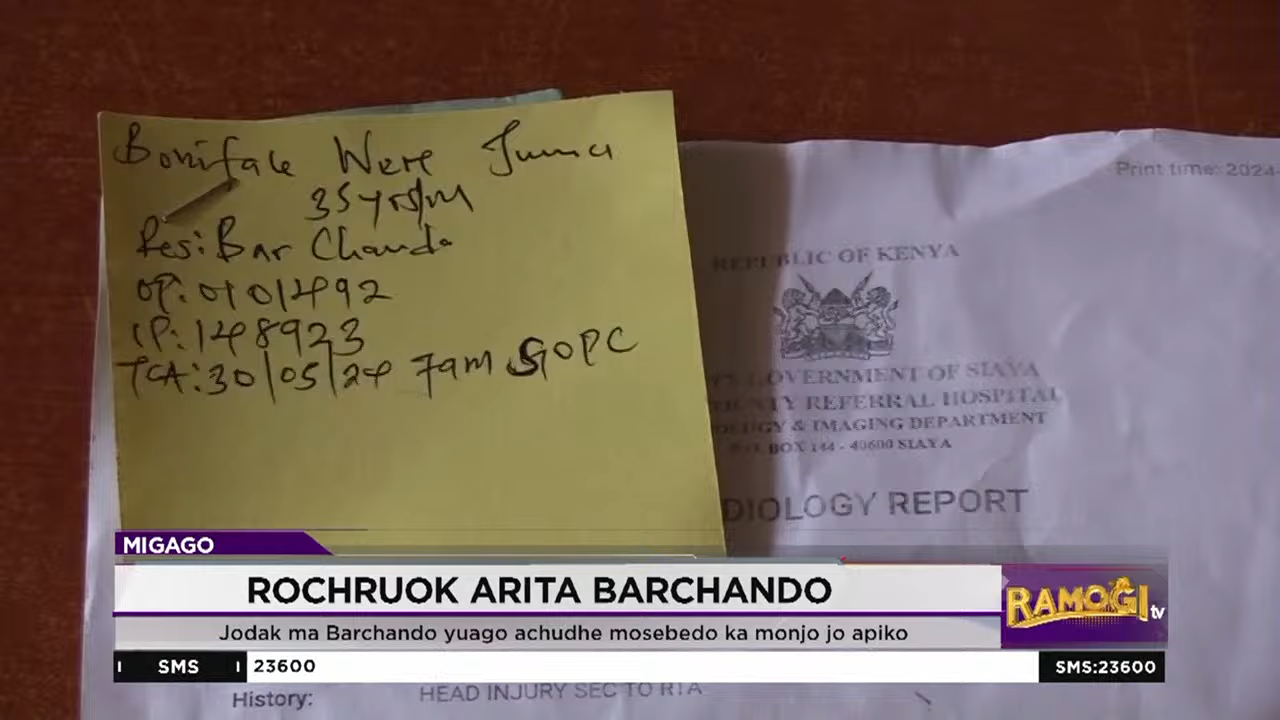 Boniface Were Juma
35yrs/M
Res: Bar Chando
OP: 0101492
IP: 148923
TCA: 30/05/24 7am SOPC
Print time: 2024-
REPUBLIC OF KENYA
GOVERNMENT OF SIAYA
REFERRAL HOSPITAL
& IMAGING DEPARTMENT
BOX 144 - 40600 SIAYA
DIOLOGY REPORT
MIGAGO
ROCHRUOK ARITA BARCHANDO
Jodak ma Barchando yuago achudhe mosebedo ka monjo jo apiko
RAMOGI tv
SMS 23600
SMS:23600
History: HEAD INJURY SEC TO RTA